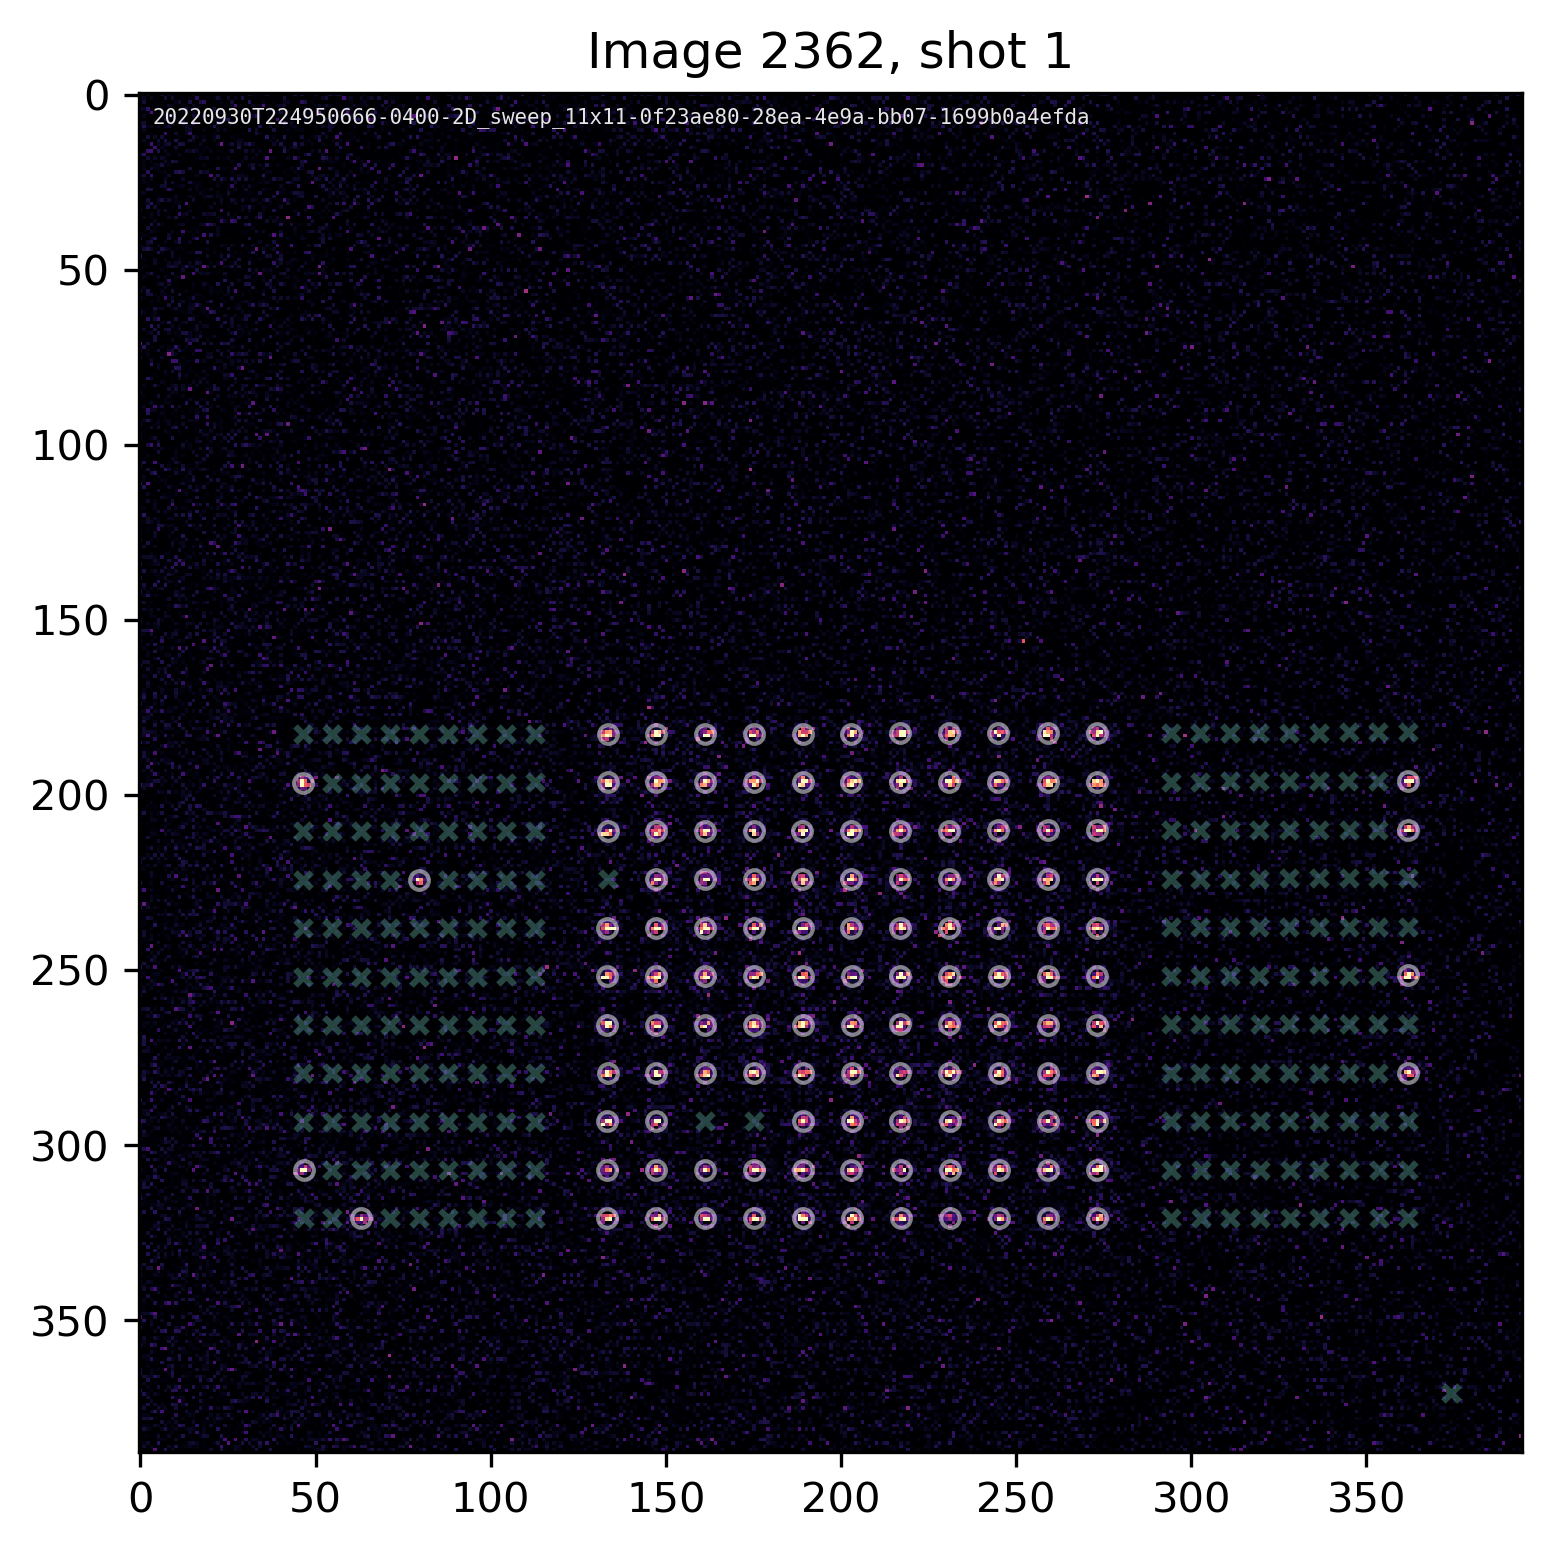 Image 2362, shot 1
20220930T224950666-0400-2D_sweep_11x11-0f23ae80-28ea-4e9a-bb07-1699b0a4efda
0
50
100
150
200
250
300
350
0 50 100 150 200 250 300 350